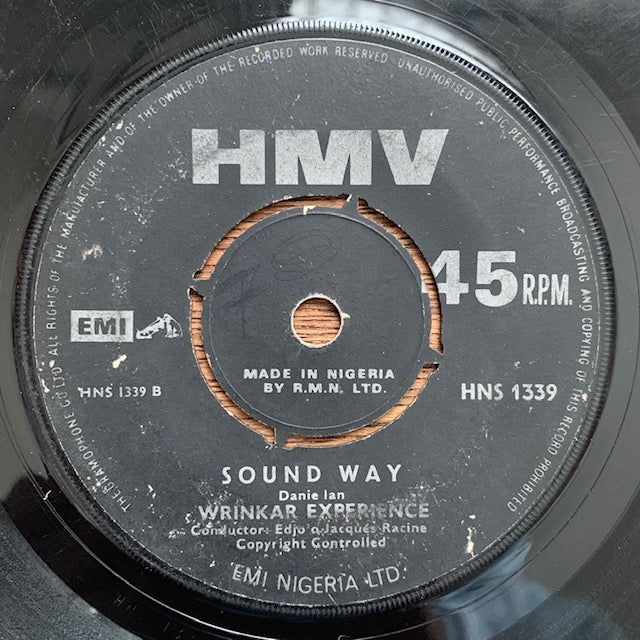 THE GRAMOPHONE CO. LTD. ALL RIGHTS OF THE MANUFACTURER AND OF THE OWNER OF THE RECORDED WORK RESERVED UNAUTHORISED PUBLIC PERFORMANCE BROADCASTING AND COPYING OF THIS RECORD PROHIBITED
HMV
45 R.P.M.
EMI
MADE IN NIGERIA
BY R.M.N. LTD.
HNS 1339 B
HNS 1339
SOUND WAY
Danie Ian
WRINKAR EXPERIENCE
Conductor: Edjo'o Jacques Racine
Copyright Controlled
EMI NIGERIA LTD.